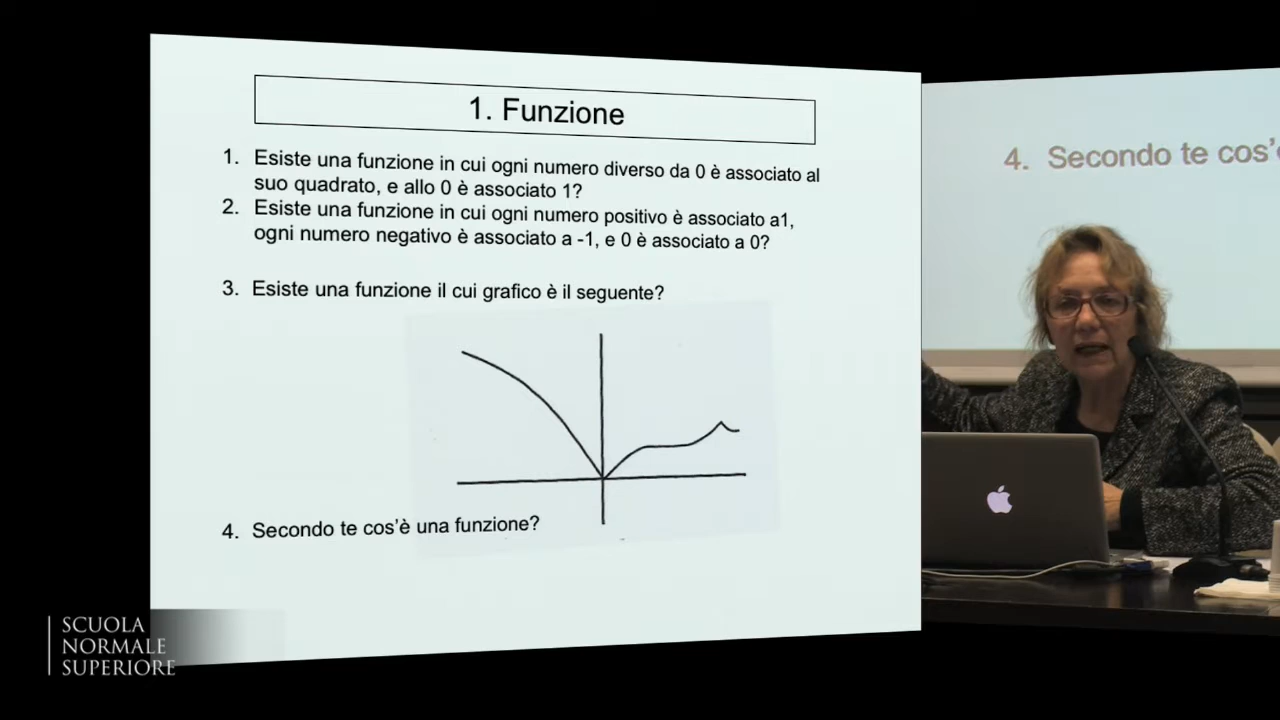 1. Funzione
1. Esiste una funzione in cui ogni numero diverso da 0 è associato al
suo quadrato, e allo 0 è associato 1?
2. Esiste una funzione in cui ogni numero positivo è associato a1,
ogni numero negativo è associato a -1, e 0 è associato a 0?
3. Esiste una funzione il cui grafico è il seguente?
4. Secondo te cos'è una funzione?
4. Secondo te cos'
SCUOLA
NORMALE
SUPERIORE